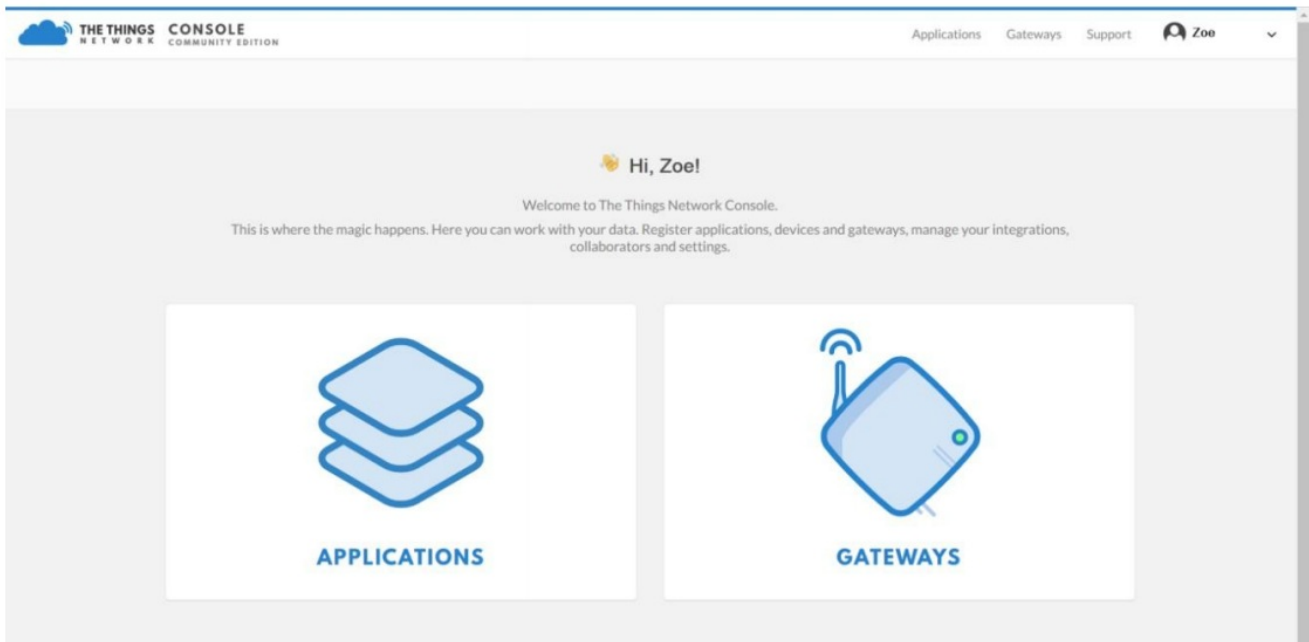 THE THINGS CONSOLE
NETWORK COMMUNITY EDITION
Applications Gateways Support Zoe
Hi, Zoe!
Welcome to The Things Network Console.
This is where the magic happens. Here you can work with your data. Register applications, devices and gateways, manage your integrations,
collaborators and settings.
APPLICATIONS GATEWAYS